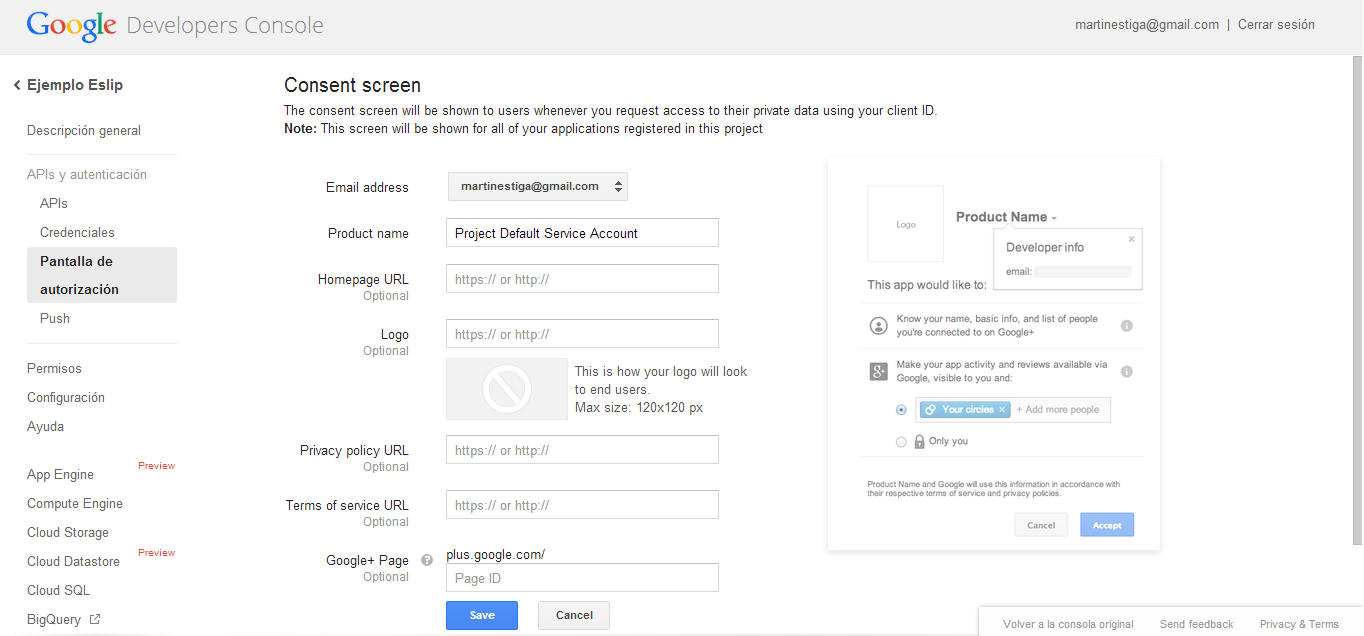 Google Developers Console
martinestiga@gmail.com | Cerrar sesión
Ejemplo Eslip
Descripción general
APIs y autenticación
APIs
Credenciales
Pantalla de
autorización
Push
Permisos
Configuración
Ayuda
App Engine
Preview
Compute Engine
Cloud Storage
Cloud Datastore
Preview
Cloud SQL
BigQuery
Consent screen
The consent screen will be shown to users whenever you request access to their private data using your client ID.
Note: This screen will be shown for all of your applications registered in this project
Email address
martinestiga@gmail.com
Product name
Project Default Service Account
Homepage URL
Optional
https:// or http://
Logo
Optional
https:// or http://
This is how your logo will look
to end users.
Max size: 120x120 px
Privacy policy URL
Optional
https:// or http://
Terms of service URL
Optional
https:// or http://
Google+ Page
Optional
?
plus.google.com/
Page ID
Save
Cancel
Logo
Product Name
Developer info
×
email:
This app would like to:
Know your name, basic info, and list of people
you're connected to on Google+
i
g+
Make your app activity and reviews available via
Google, visible to you and:
i
Your circles ×
+ Add more people
Only you
Product Name and Google will use this information in accordance with
their respective terms of service and privacy policies.
Cancel
Accept
Volver a la consola original
Send feedback
Privacy & Terms